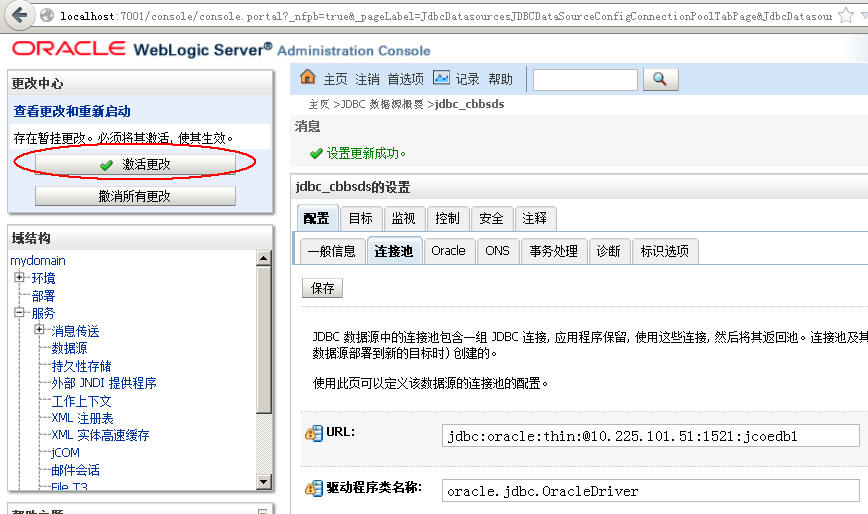 localhost:7001/console/console.portal?_nfpb=true&_pageLabel=JdbcDatasourcesJDBCDataSourceConfigConnectionPoolTabPage&JdbcDatasour
ORACLE WebLogic Server® Administration Console
更改中心
查看更改和重新启动
存在暂挂更改。必须将其激活, 使其生效。
激活更改
撤消所有更改
域结构
mydomain
环境
部署
服务
消息传送
数据源
持久性存储
外部 JNDI 提供程序
工作上下文
XML 注册表
XML 实体高速缓存
jCOM
邮件会话
File T3
主页 注销 首选项 记录 帮助
主页 >JDBC 数据源概要 >jdbc_cbbsds
消息
设置更新成功。
jdbc_cbbsds的设置
配置 目标 监视 控制 安全 注释
一般信息 连接池 Oracle ONS 事务处理 诊断 标识选项
保存
JDBC 数据源中的连接池包含一组 JDBC 连接, 应用程序保留, 使用这些连接, 然后将其返回池。连接池及其
数据源部署到新的目标时) 创建的。
使用此页可以定义该数据源的连接池的配置。
URL: jdbc:oracle:thin:@10.225.101.51:1521:jcoedb1
驱动程序类名称: oracle.jdbc.OracleDriver